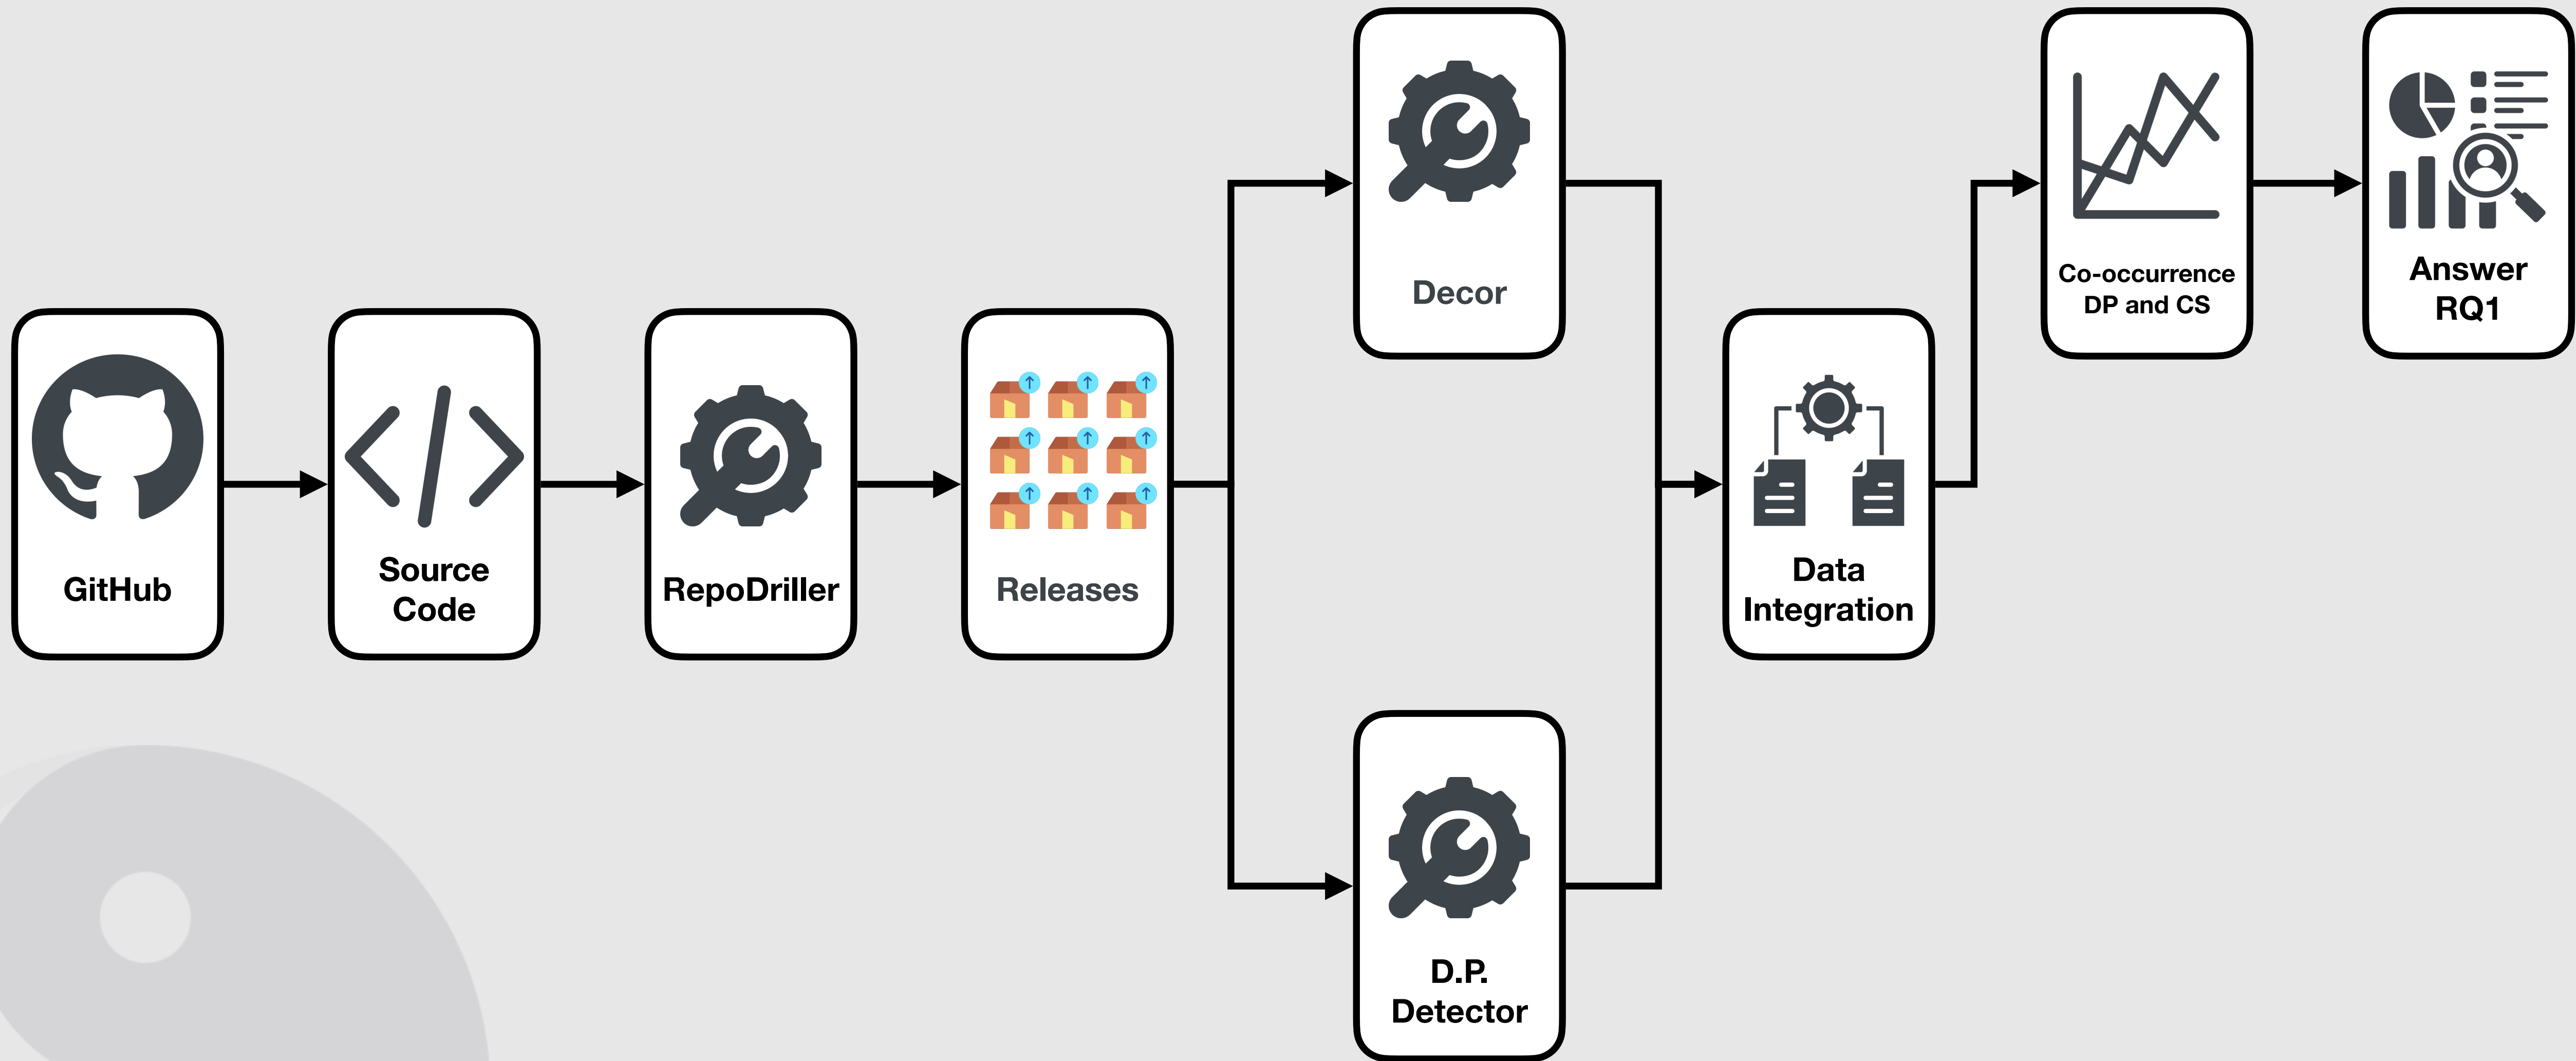 GitHub
Source
Code
RepoDriller
Releases
Decor
D.P.
Detector
Data
Integration
Co-occurrence
DP and CS
Answer
RQ1